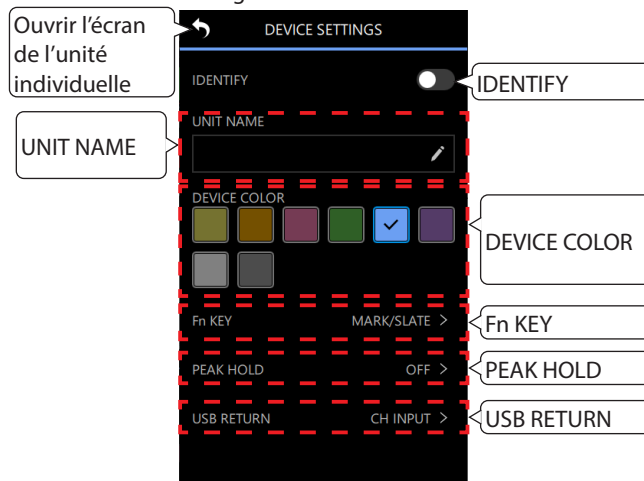 Ouvrir l’écran
de l’unité
individuelle
DEVICE SETTINGS
IDENTIFY
IDENTIFY
UNIT NAME
UNIT NAME
DEVICE COLOR
DEVICE COLOR
Fn KEY
MARK/SLATE >
Fn KEY
PEAK HOLD
OFF >
PEAK HOLD
USB RETURN
CH INPUT >
USB RETURN